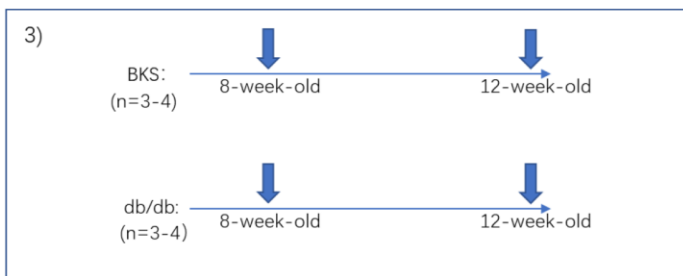 3)
BKS:
(n=3-4)
8-week-old
12-week-old
db/db:
(n=3-4)
8-week-old
12-week-old